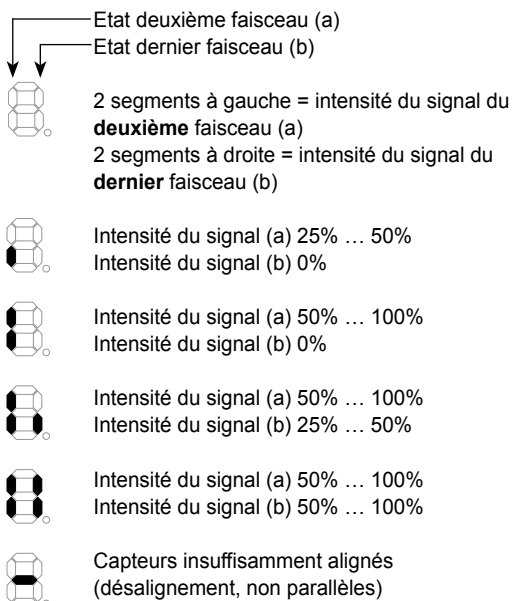 Etat deuxième faisceau (a)
Etat dernier faisceau (b)
2 segments à gauche = intensité du signal du
deuxième faisceau (a)
2 segments à droite = intensité du signal du
dernier faisceau (b)
Intensité du signal (a) 25% … 50%
Intensité du signal (b) 0%
Intensité du signal (a) 50% … 100%
Intensité du signal (b) 0%
Intensité du signal (a) 50% … 100%
Intensité du signal (b) 25% … 50%
Intensité du signal (a) 50% … 100%
Intensité du signal (b) 50% … 100%
Capteurs insuffisamment alignés
(désalignement, non parallèles)